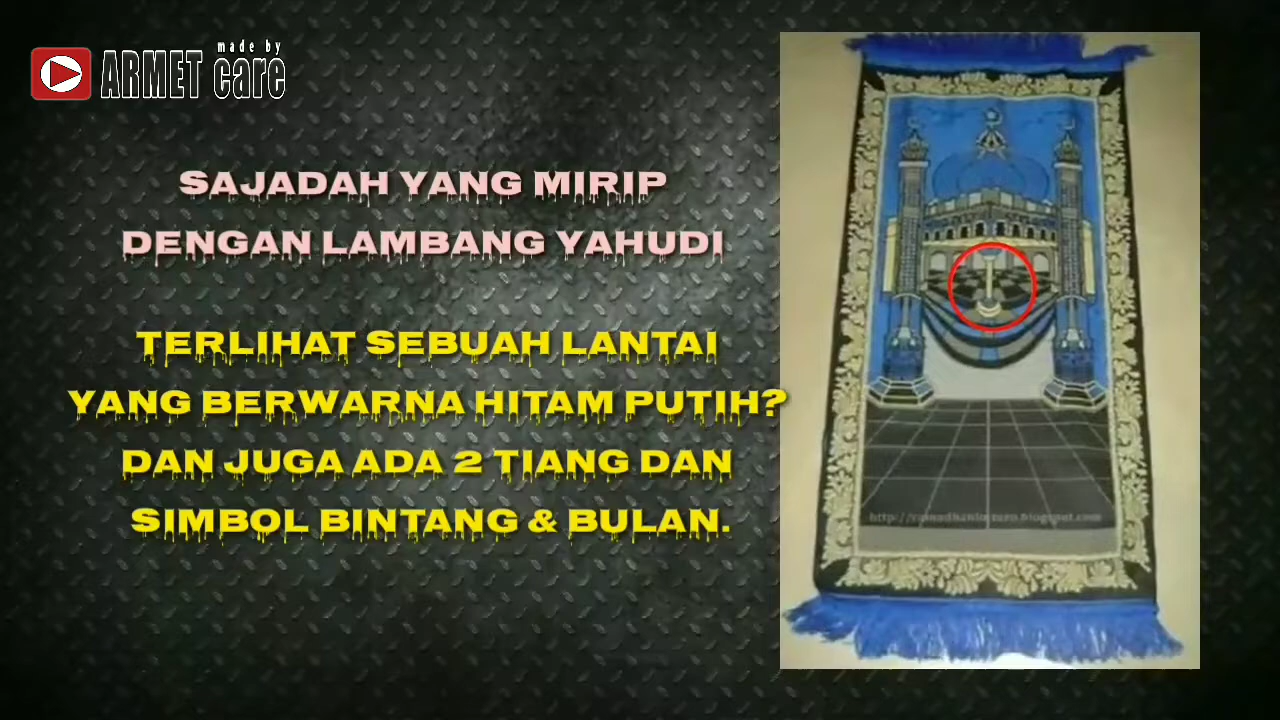 made by
ARMET care
SAJADAH YANG MIRIP
DENGAN LAMBANG YAHUDI
TERLIHAT SEBUAH LANTAI
YANG BERWARNA HITAM PUTIH?
DAN JUGA ADA 2 TIANG DAN
SIMBOL BINTANG & BULAN.